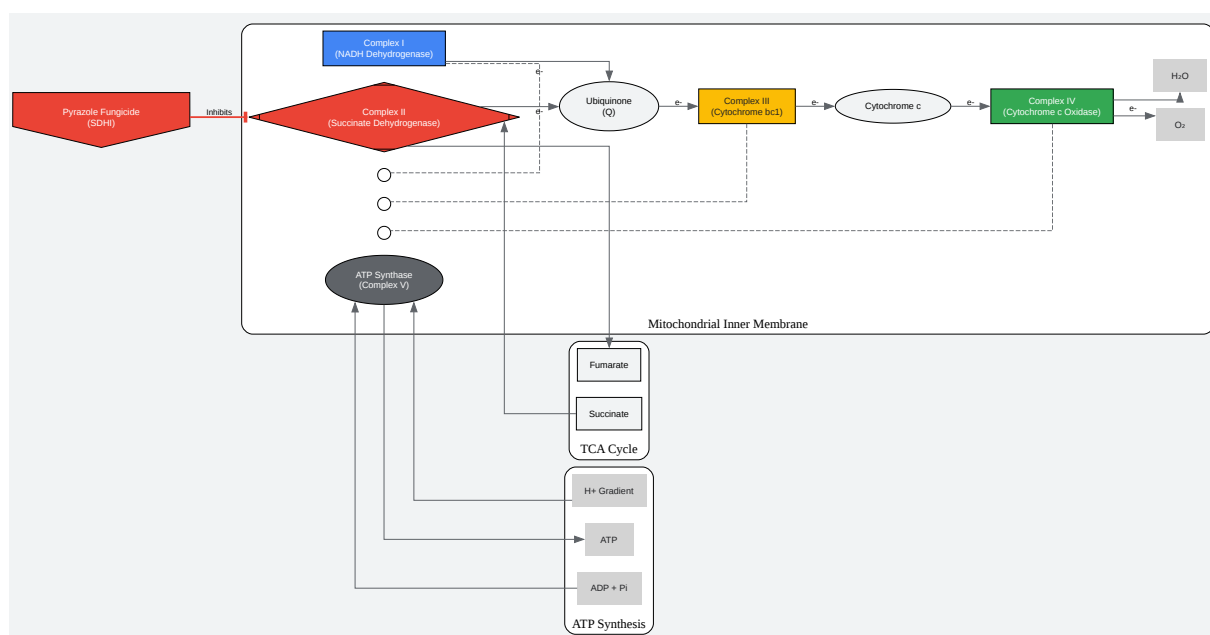 Complex I
(NADH Dehydrogenase)
e-
H₂O
Pyrazole Fungicide
(SDHI)
Inhibits
Complex II
(Succinate Dehydrogenase)
e-
Ubiquinone
(Q)
e-
Complex III
(Cytochrome bc1)
e-
Cytochrome c
e-
Complex IV
(Cytochrome c Oxidase)
e-
O₂
ATP Synthase
(Complex V)
Mitochondrial Inner Membrane
Fumarate
Succinate
TCA Cycle
H+ Gradient
ATP
ADP + Pi
ATP Synthesis